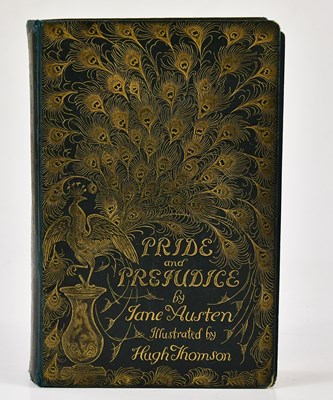 PRIDE
and
PREJUDICE
by
Jane Austen
Illustrated by
Hugh Thomson